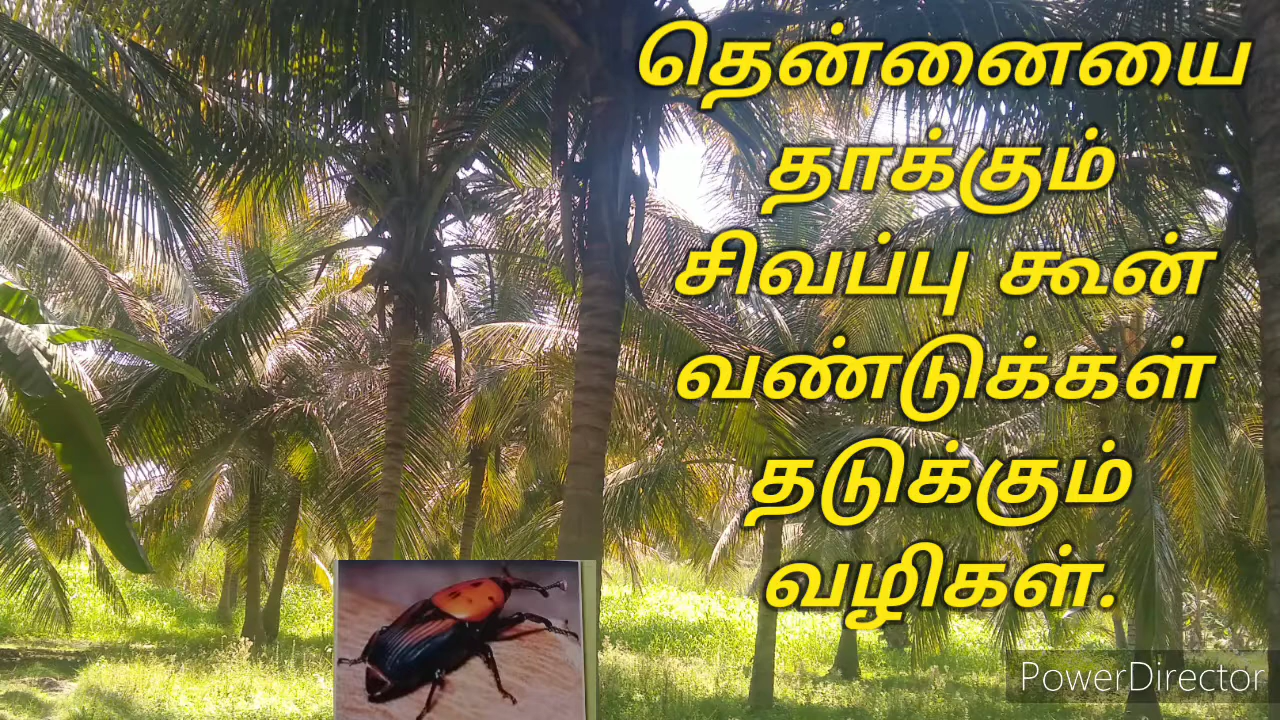 தென்னையை
தாக்கும்
சிவப்பு கூன்
வண்டுக்கள்
தடுக்கும்
வழிகள்.
PowerDirector